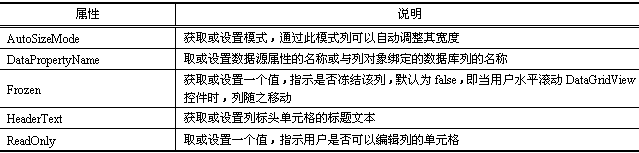 属性 说明
AutoSizeMode 获取或设置模式，通过此模式列可以自动调整其宽度
DataPropertyName 取或设置数据源属性的名称或与列对象绑定的数据库列的名称
Frozen 获取或设置一个值，指示是否冻结该列，默认为 false，即当用户水平滚动 DataGridView
控件时，列随之移动
HeaderText 获取或设置列标头单元格的标题文本
ReadOnly 取或设置一个值，指示用户是否可以编辑列的单元格